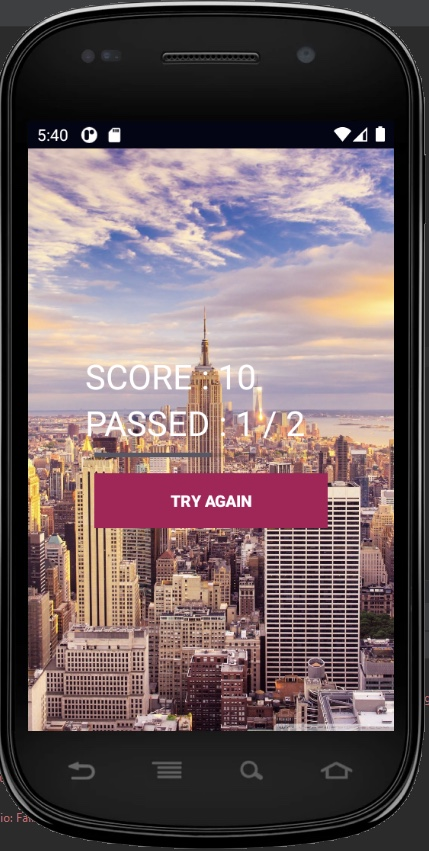 5:40
SCORE : 10
PASSED : 1 / 2
TRY AGAIN